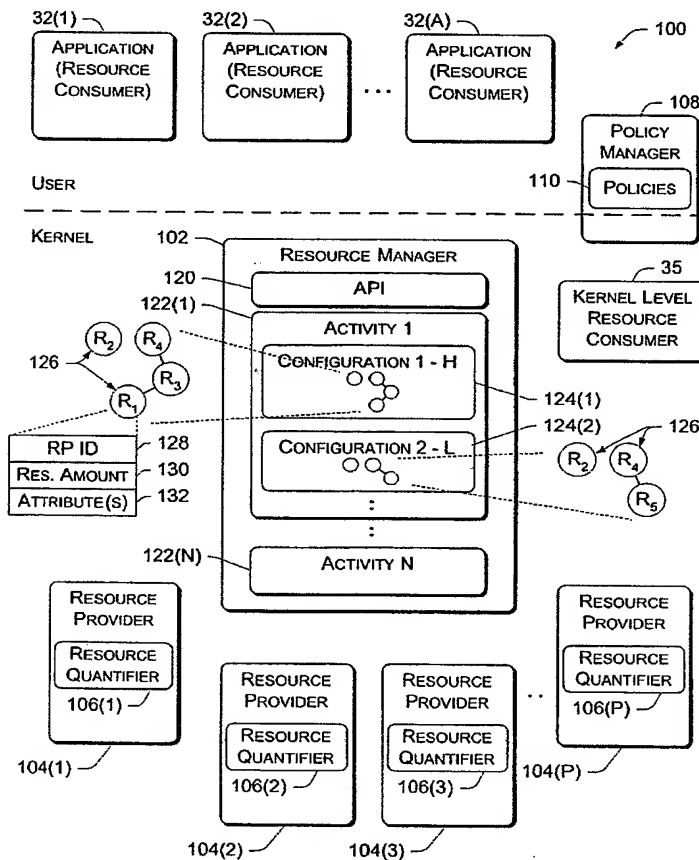 32(1)
32(2)
32(A)
100
APPLICATION
(RESOURCE
CONSUMER)
APPLICATION
(RESOURCE
CONSUMER)
...
APPLICATION
(RESOURCE
CONSUMER)
108
POLICY
MANAGER
110
POLICIES
USER
KERNEL
102
RESOURCE MANAGER
120
API
35
KERNEL LEVEL
RESOURCE
CONSUMER
122(1)
ACTIVITY 1
CONFIGURATION 1 - H
124(1)
R2
R4
126
R3
R1
RP ID
128
RES. AMOUNT
130
ATTRIBUTE(S)
132
124(2)
CONFIGURATION 2 - L
126
R2
R4
R5
122(N)
ACTIVITY N
RESOURCE
PROVIDER
RESOURCE
QUANTIFIER
106(1)
104(1)
RESOURCE
PROVIDER
RESOURCE
QUANTIFIER
106(2)
104(2)
RESOURCE
PROVIDER
RESOURCE
QUANTIFIER
106(3)
104(3)
RESOURCE
PROVIDER
RESOURCE
QUANTIFIER
106(P)
104(P)